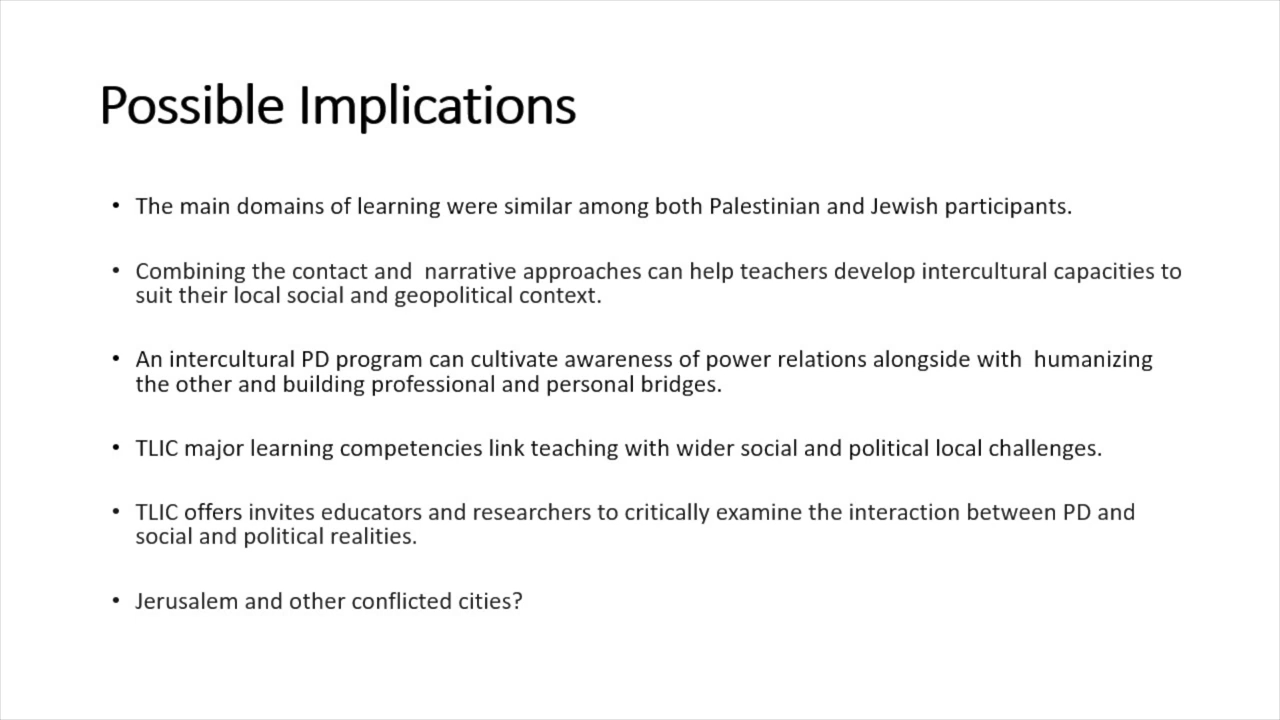 Possible Implications
• The main domains of learning were similar among both Palestinian and Jewish participants.
• Combining the contact and  narrative approaches can help teachers develop intercultural capacities to
suit their local social and geopolitical context.
• An intercultural PD program can cultivate awareness of power relations alongside with  humanizing
the other and building professional and personal bridges.
• TLIC major learning competencies link teaching with wider social and political local challenges.
• TLIC offers invites educators and researchers to critically examine the interaction between PD and
social and political realities.
• Jerusalem and other conflicted cities?